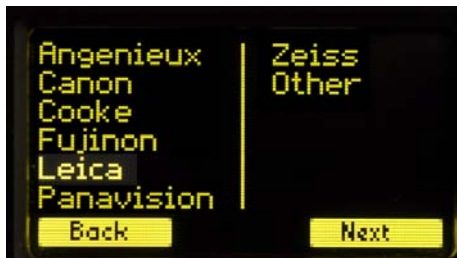 Angenieux
Canon
Cooke
Fujinon
Leica
Panavision
Zeiss
Other
Back
Next